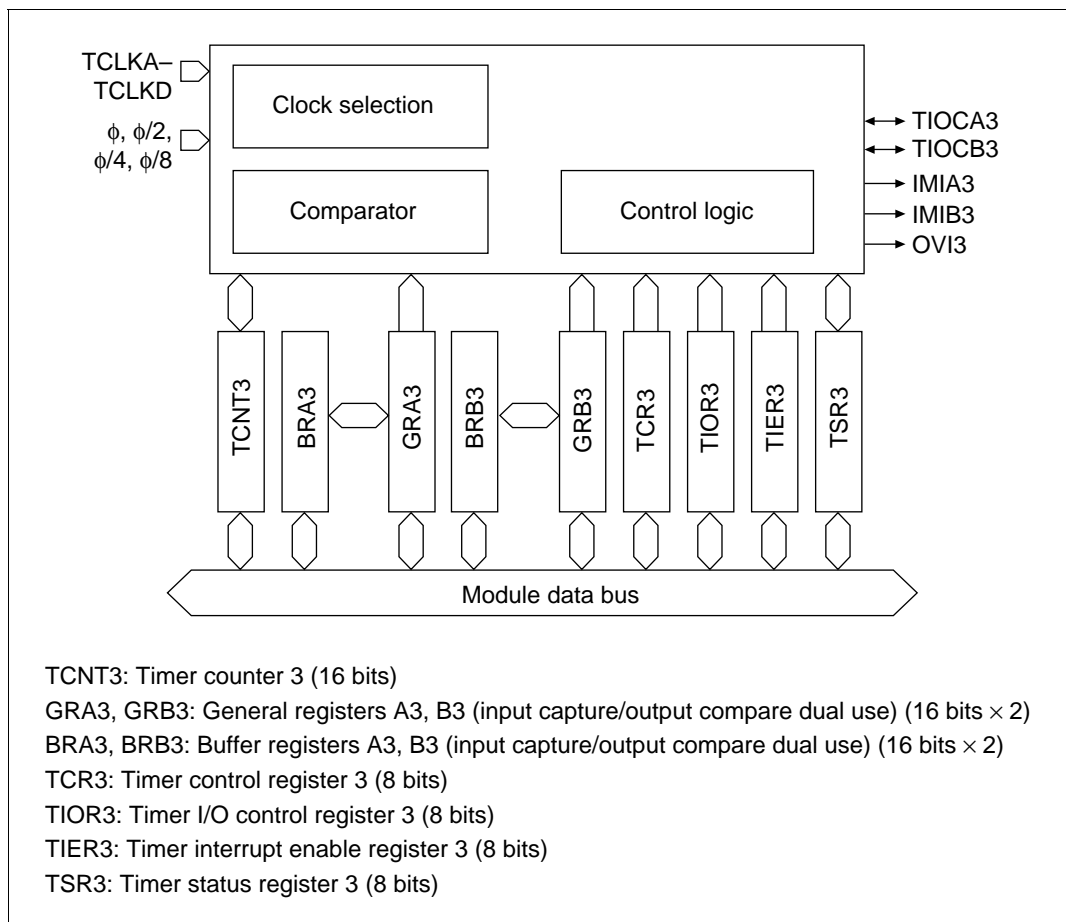 TCLKA–
TCLKD
ϕ, ϕ/2,
ϕ/4, ϕ/8
Clock selection
Comparator
Control logic
TIOCA3
TIOCB3
IMIA3
IMIB3
OVI3
TCNT3
BRA3
GRA3
BRB3
GRB3
TCR3
TIOR3
TIER3
TSR3
Module data bus
TCNT3: Timer counter 3 (16 bits)
GRA3, GRB3: General registers A3, B3 (input capture/output compare dual use) (16 bits × 2)
BRA3, BRB3: Buffer registers A3, B3 (input capture/output compare dual use) (16 bits × 2)
TCR3: Timer control register 3 (8 bits)
TIOR3: Timer I/O control register 3 (8 bits)
TIER3: Timer interrupt enable register 3 (8 bits)
TSR3: Timer status register 3 (8 bits)